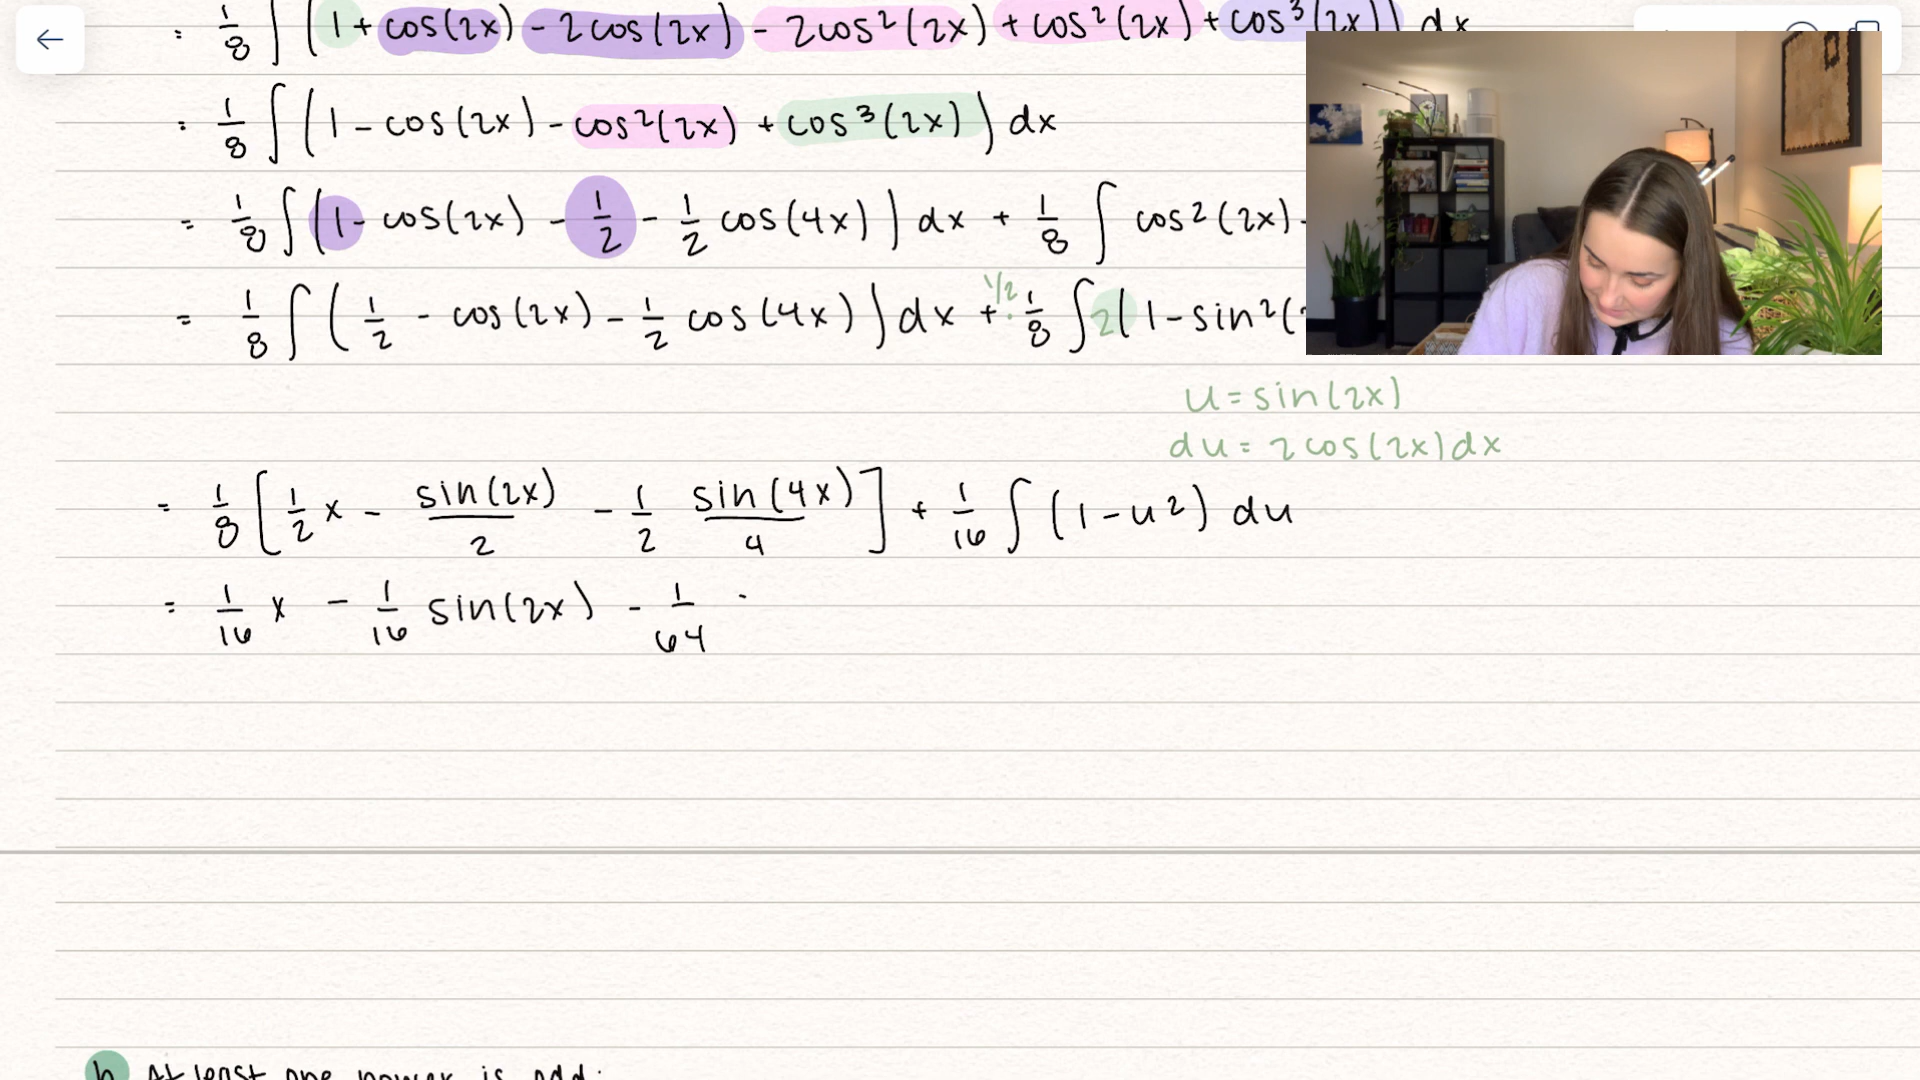 = 1/8 ∫ (1 + cos(2x) - 2cos(2x) - 2cos²(2x) + cos²(2x) + cos³(2x)) dx
= 1/8 ∫ (1 - cos(2x) - cos²(2x) + cos³(2x)) dx
= 1/8 ∫ (1 - cos(2x) - 1/2 - 1/2 cos(4x)) dx + 1/8 ∫ cos²(2x) ·
= 1/8 ∫ (1/2 - cos(2x) - 1/2 cos(4x)) dx + 1/2 · 1/8 ∫ 2(1 - sin²(2
u = sin(2x)
du = 2cos(2x)dx
= 1/8 [1/2 x - sin(2x)/2 - 1/2 sin(4x)/4] + 1/16 ∫ (1 - u²) du
= 1/16 x - 1/16 sin(2x) - 1/64
b At least one power is odd: